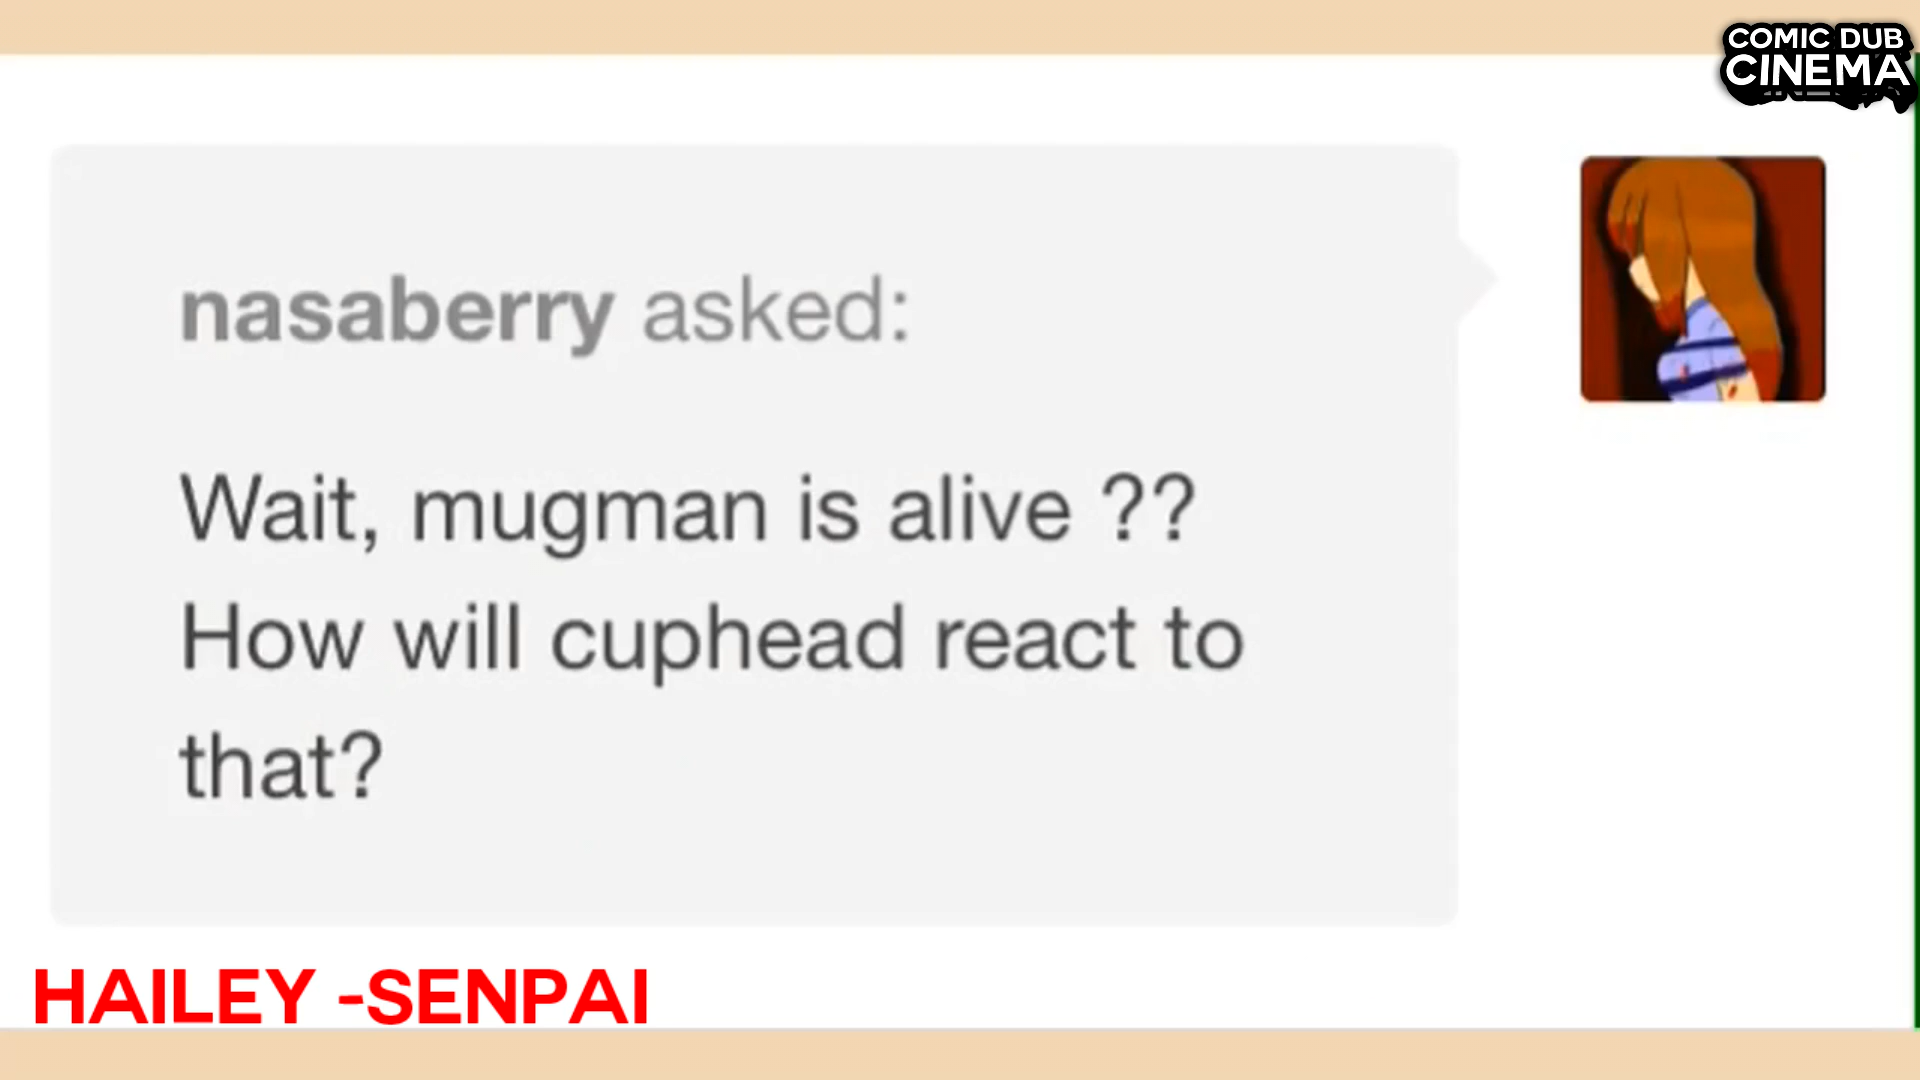 COMIC DUB
CINEMA
nasaberry asked:
Wait, mugman is alive ??
How will cuphead react to
that?
HAILEY -SENPAI